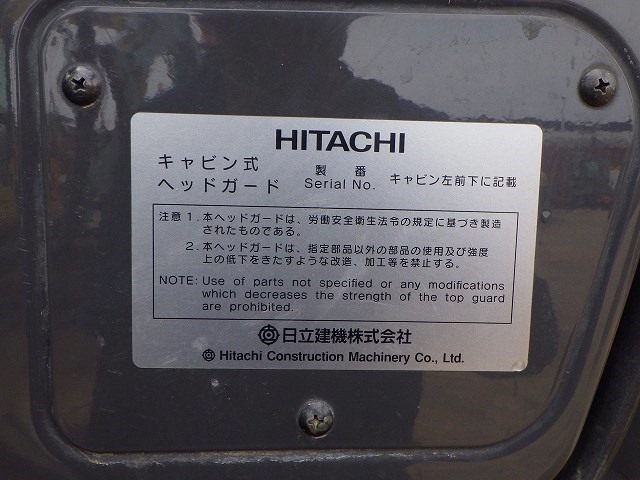 HITACHI
キャビン式
ヘッドガード
製番
Serial No.
キャビン左前下に記載
注意 1. 本ヘッドガードは、労働安全衛生法令の規定に基づき製造
されたものである。
2. 本ヘッドガードは、指定部品以外の部品の使用及び強度
上の低下をきたすような改造、加工等を禁止する。
NOTE: Use of parts not specified or any modifications
which decreases the strength of the top guard
are prohibited.
日立建機株式会社
Hitachi Construction Machinery Co., Ltd.